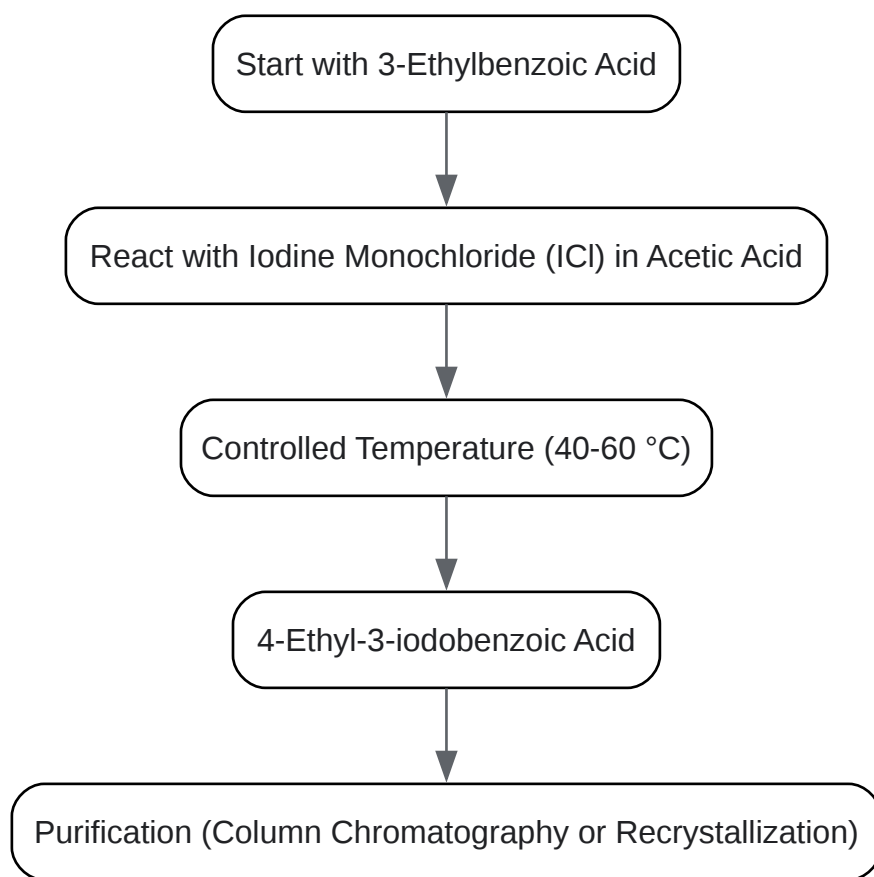 Start with 3-Ethylbenzoic Acid
React with Iodine Monochloride (ICl) in Acetic Acid
Controlled Temperature (40-60 °C)
4-Ethyl-3-iodobenzoic Acid
Purification (Column Chromatography or Recrystallization)